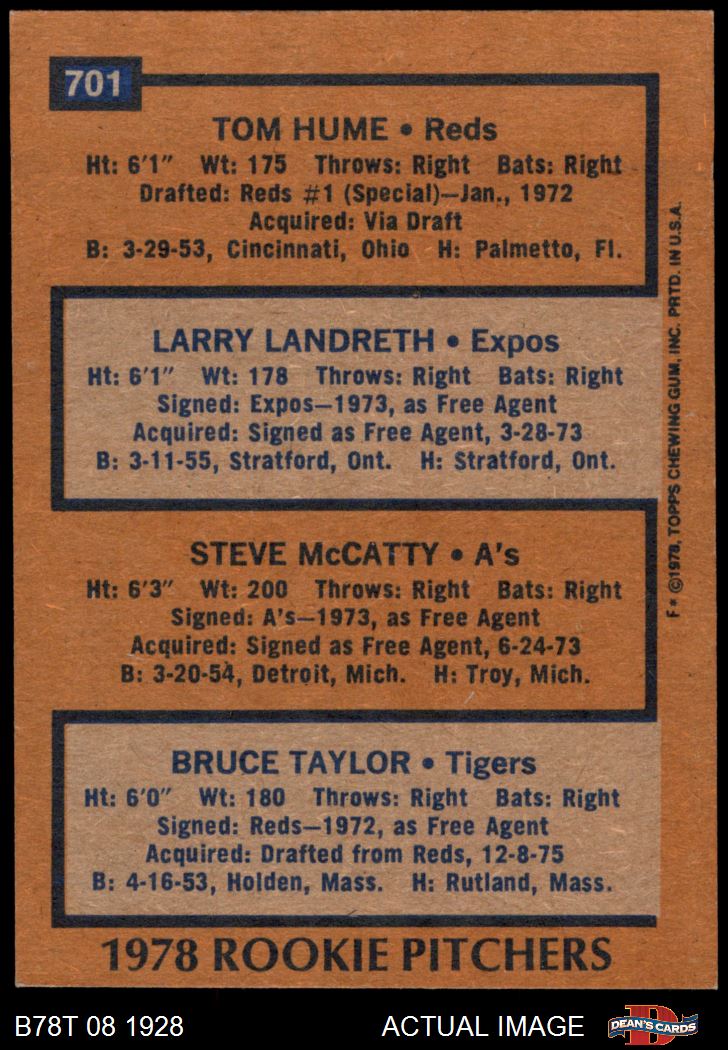 701
TOM HUME • Reds
Ht: 6'1" Wt: 175 Throws: Right Bats: Right
Drafted: Reds #1 (Special)—Jan., 1972
Acquired: Via Draft
B: 3-29-53, Cincinnati, Ohio H: Palmetto, Fl.
LARRY LANDRETH • Expos
Ht: 6'1" Wt: 178 Throws: Right Bats: Right
Signed: Expos—1973, as Free Agent
Acquired: Signed as Free Agent, 3-28-73
B: 3-11-55, Stratford, Ont. H: Stratford, Ont.
STEVE McCATTY • A's
Ht: 6'3" Wt: 200 Throws: Right Bats: Right
Signed: A's—1973, as Free Agent
Acquired: Signed as Free Agent, 6-24-73
B: 3-20-54, Detroit, Mich. H: Troy, Mich.
BRUCE TAYLOR • Tigers
Ht: 6'0" Wt: 180 Throws: Right Bats: Right
Signed: Reds—1972, as Free Agent
Acquired: Drafted from Reds, 12-8-75
B: 4-16-53, Holden, Mass. H: Rutland, Mass.
1978 ROOKIE PITCHERS
F* ©1978, TOPPS CHEWING GUM, INC. PRTD. IN U.S.A.
B78T 08 1928 ACTUAL IMAGE
D
DEAN'S CARDS